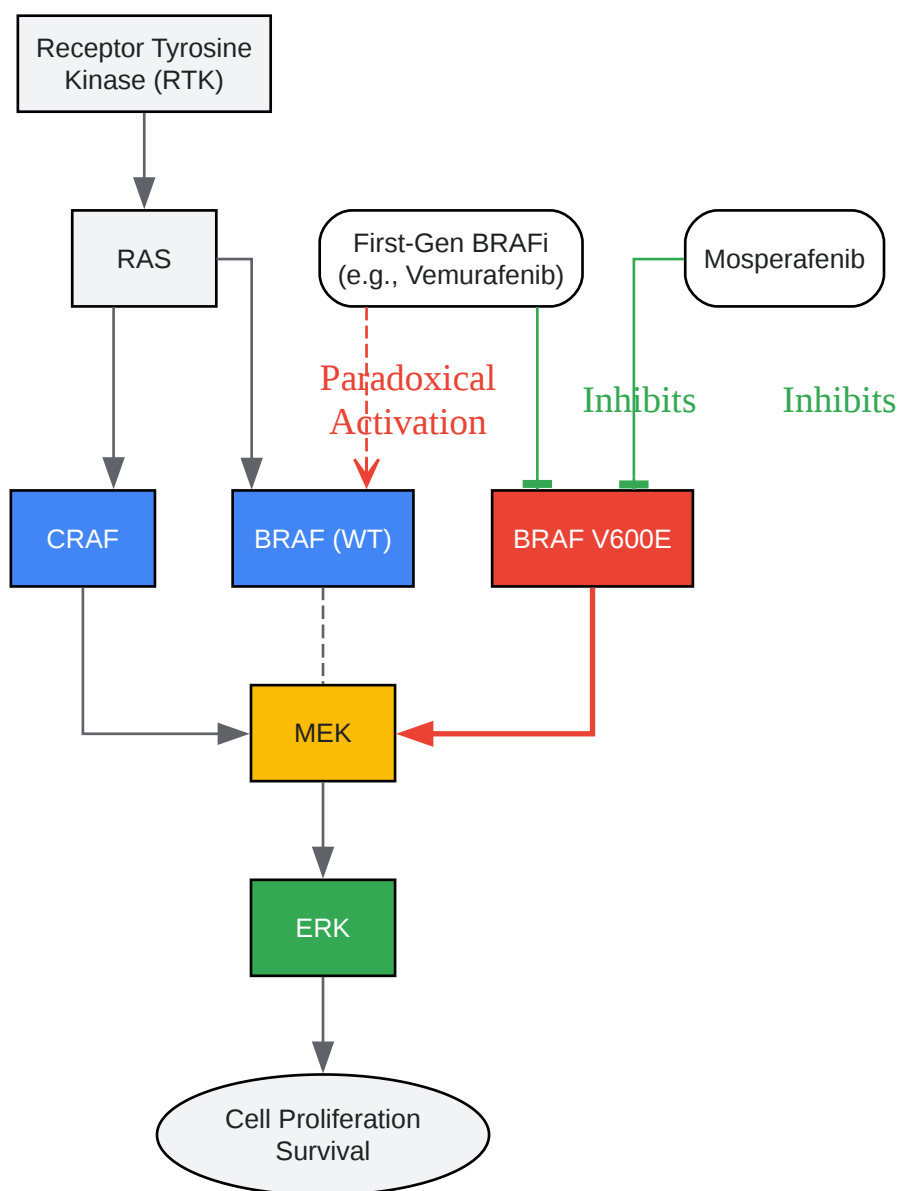 Receptor Tyrosine
Kinase (RTK)
RAS
First-Gen BRAFi
(e.g., Vemurafenib)
Mosperafenib
Paradoxical
Activation
Inhibits
Inhibits
CRAF
BRAF (WT)
BRAF V600E
MEK
ERK
Cell Proliferation
Survival